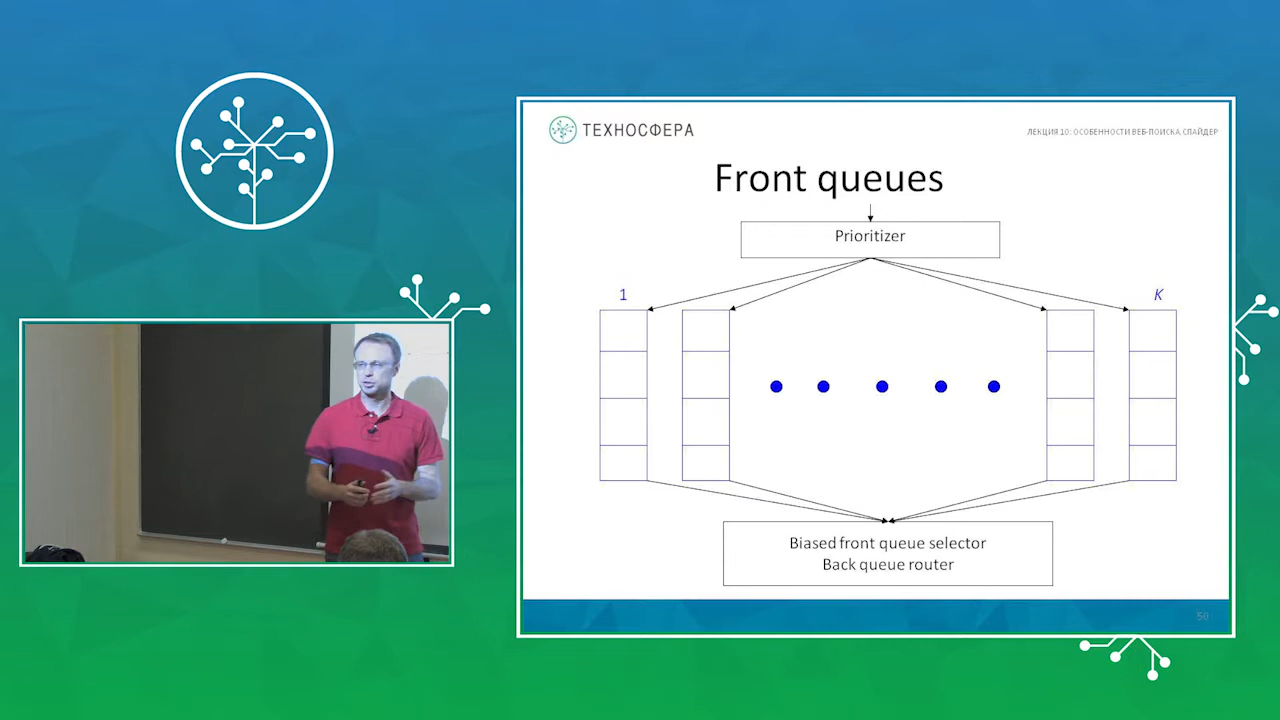 ТЕХНОСФЕРА
ЛЕКЦИЯ 10: ОСОБЕННОСТИ ВЕБ-ПОИСКА. СПАЙДЕР
Front queues
Prioritizer
1
K
Biased front queue selector
Back queue router
50